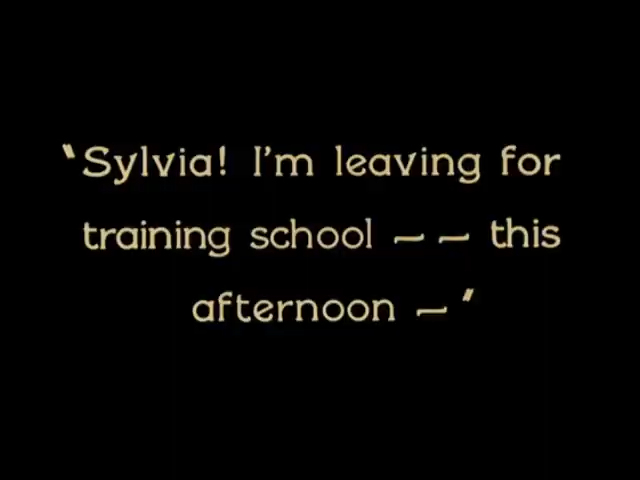 "Sylvia! I'm leaving for
training school — — this
afternoon — "